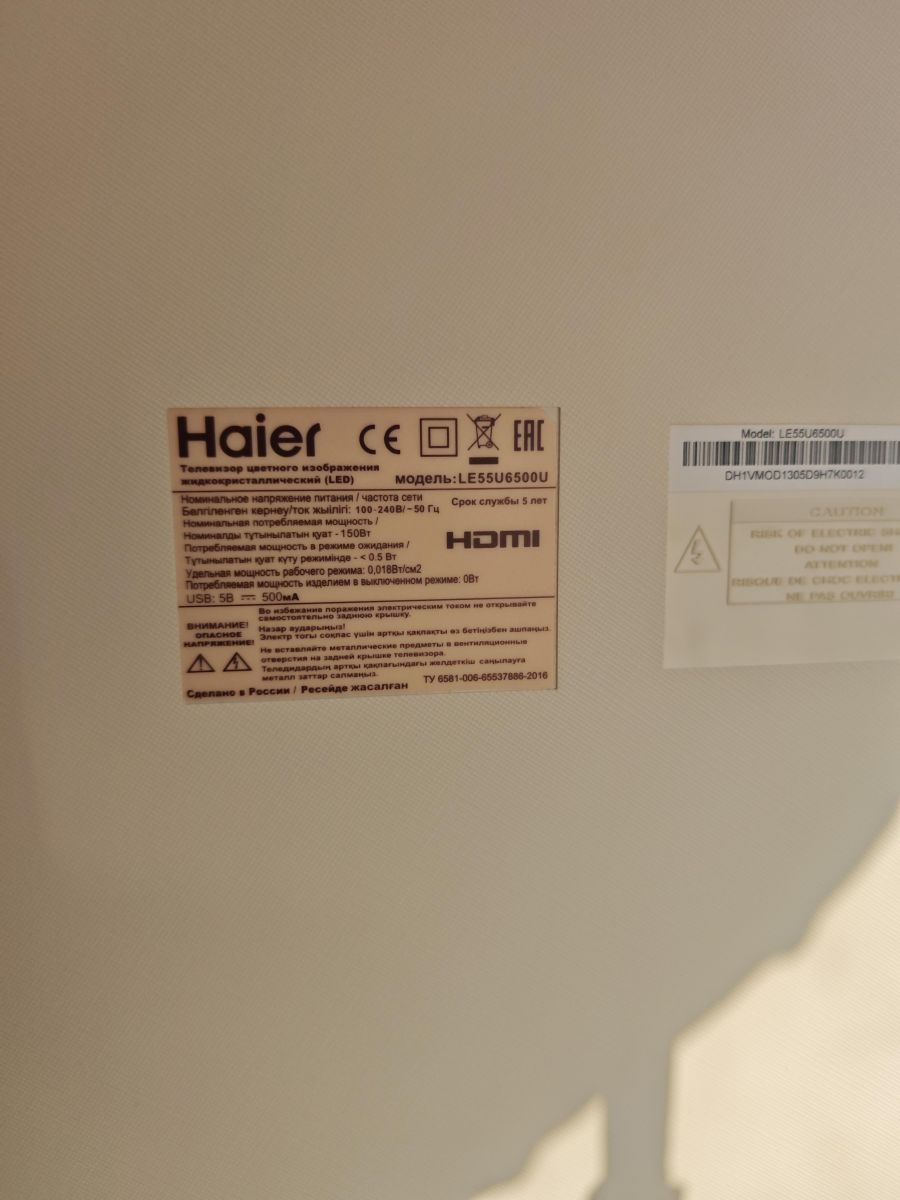 Haier CE EAC
Телевизор цветного изображения
жидкокристаллический (LED) модель:LE55U6500U
Номинальное напряжение питания / частота сети
Белгіленген кернеу/ток жыілігі: 100-240В/~50 Гц
Срок службы 5 лет
Номинальная потребляемая мощность /
Номиналды тұтынылатын қуат - 150Вт
HDMI
Потребляемая мощность в режиме ожидания /
Тұтынылатын қуат күту режимінде - < 0.5 Вт
Удельная мощность рабочего режима: 0,018Вт/см2
Потребляемая мощность изделием в выключенном режиме: 0Вт
USB: 5В 500мА
ВНИМАНИЕ!
ОПАСНОЕ
НАПРЯЖЕНИЕ!
Во избежание поражения электрическим током не открывайте
самостоятельно заднюю крышку.
Назар аударыңыз!
Электр тогы соқпас үшін артқы қақпақты өз бетіңізбен ашпаңыз.
Не вставляйте металлические предметы в вентиляционные
отверстия на задней крышке телевизора.
Теледидардың артқы қақпағындағы желдеткіш саңылауға
металл заттар салмаңыз.
Сделано в России / Ресейде жасалған
ТУ 6581-006-65537886-2016
Model: LE55U6500U
DH1VMOD1305D9H7K0012
CAUTION
RISK OF ELECTRIC
DO NOT OPEN!
ATTENTION
RISQUE DE CHOC
NE PAS OUVRIR!